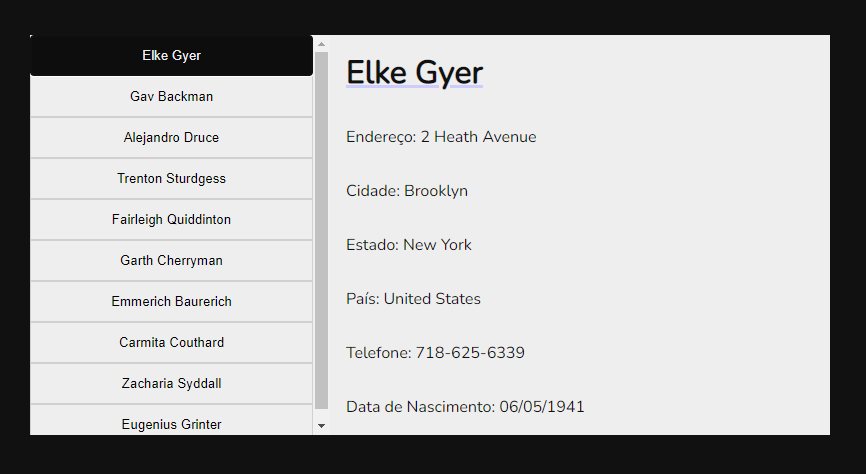 Elke Gyer
Gav Backman
Alejandro Druce
Trenton Sturdgess
Fairleigh Quiddinton
Garth Cherryman
Emmerich Baurerich
Carmita Couthard
Zacharia Syddall
Eugenius Grinter
Elke Gyer
Endereço: 2 Heath Avenue
Cidade: Brooklyn
Estado: New York
País: United States
Telefone: 718-625-6339
Data de Nascimento: 06/05/1941